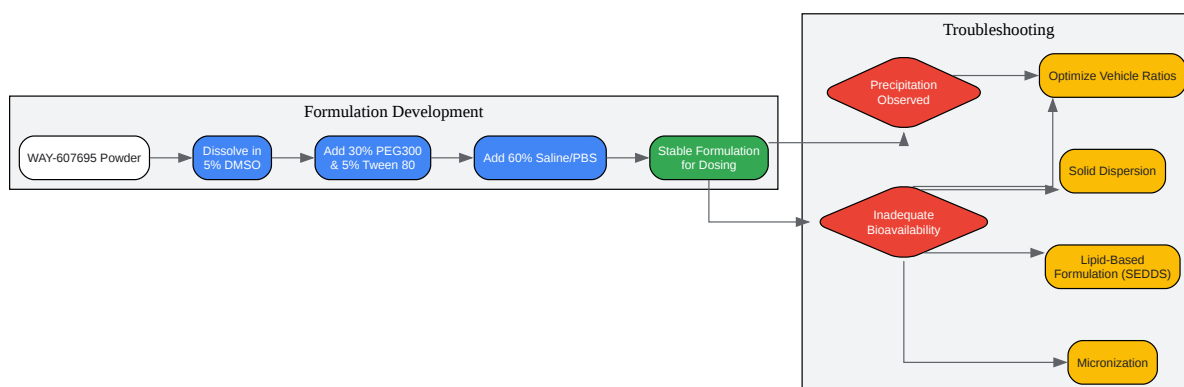 Troubleshooting
Formulation Development
WAY-607695 Powder
Dissolve in
5% DMSO
Add 30% PEG300
& 5% Tween 80
Add 60% Saline/PBS
Stable Formulation
for Dosing
Precipitation
Observed
Optimize Vehicle Ratios
Solid Dispersion
Inadequate
Bioavailability
Lipid-Based
Formulation (SEDDS)
Micronization